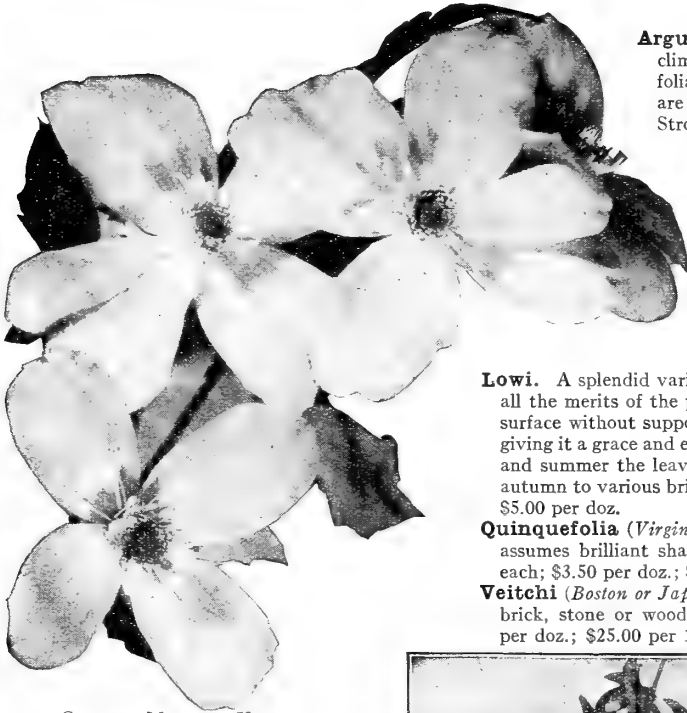 Argu
clim
folia
are
Stro
Lowi. A splendid vari
all the merits of the
surface without suppo
giving it a grace and e
and summer the leav
autumn to various bri
$5.00 per doz.
Quinquefolia (Virgin
assumes brilliant sha
each; $3.50 per doz.;
Veitchi (Boston or Jap
brick, stone or wood
per doz.; $25.00 per